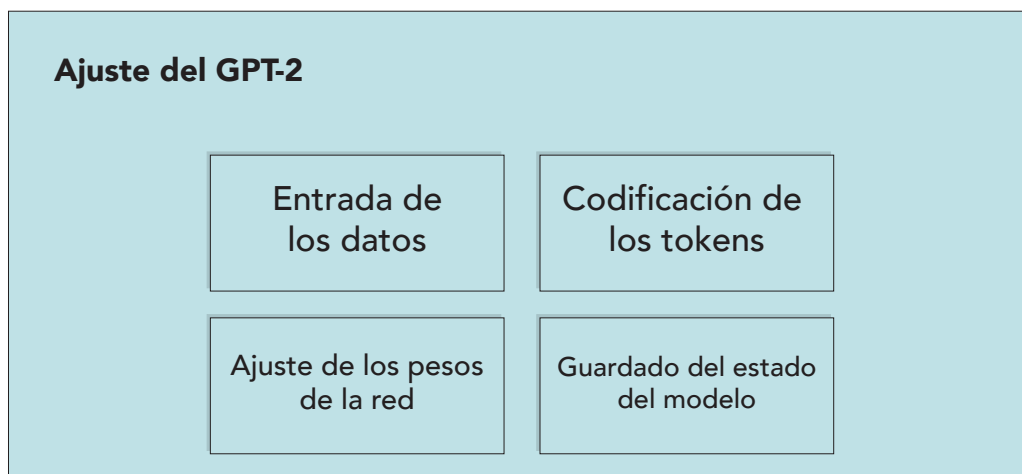 Ajuste del GPT-2
Entrada de
los datos
Codificación de
los tokens
Ajuste de los pesos
de la red
Guardado del estado
del modelo